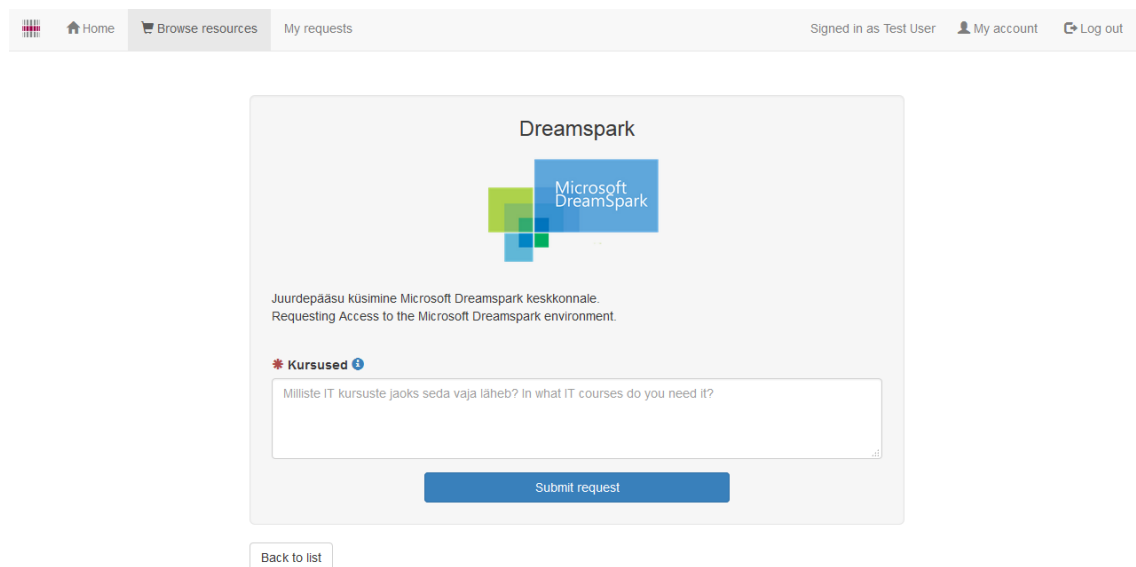 Home Browse resources My requests Signed in as Test User My account Log out
Dreamspark
Microsoft
DreamSpark
Juurdepääsu küsimine Microsoft Dreamspark keskkonnale.
Requesting Access to the Microsoft Dreamspark environment.
Kursused
Milliste IT kursuste jaoks seda vaja läheb? In what IT courses do you need it?
Submit request
Back to list